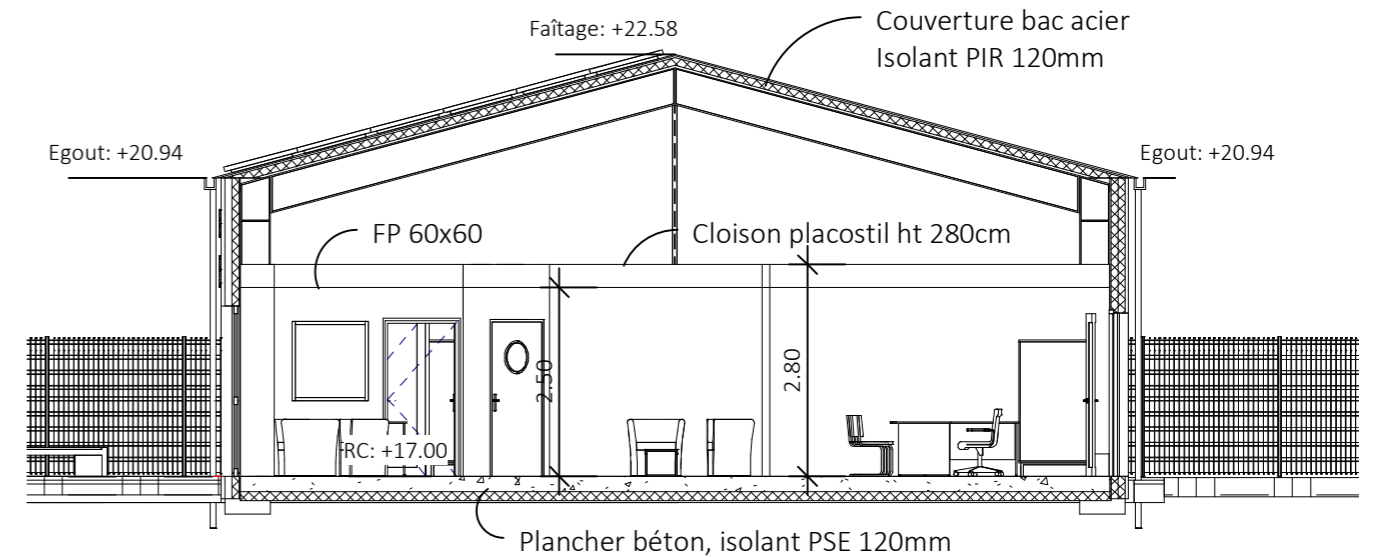 Faîtage: +22.58
Couverture bac acier
Isolant PIR 120mm
Egout: +20.94
Egout: +20.94
FP 60x60
Cloison placostil ht 280cm
2.50
2.80
RC: +17.00
Plancher béton, isolant PSE 120mm